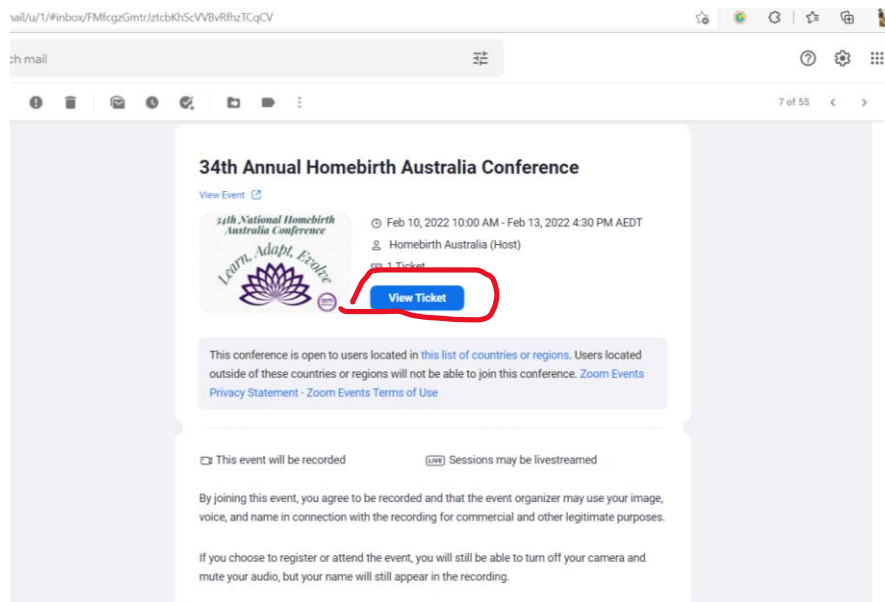 nail/u/1/#inbox/FMfcgzGmtrJztcbKhScVVBvRfhzTCqCV
ch mail
7 of 55
34th Annual Homebirth Australia Conference
View Event
34th National Homebirth
Australia Conference
Learn, Adapt, Evolve
Feb 10, 2022 10:00 AM - Feb 13, 2022 4:30 PM AEDT
Homebirth Australia (Host)
1 Ticket
View Ticket
This conference is open to users located in this list of countries or regions. Users located
outside of these countries or regions will not be able to join this conference. Zoom Events
Privacy Statement · Zoom Events Terms of Use
This event will be recorded
LIVE Sessions may be livestreamed
By joining this event, you agree to be recorded and that the event organizer may use your image,
voice, and name in connection with the recording for commercial and other legitimate purposes.
If you choose to register or attend the event, you will still be able to turn off your camera and
mute your audio, but your name will still appear in the recording.